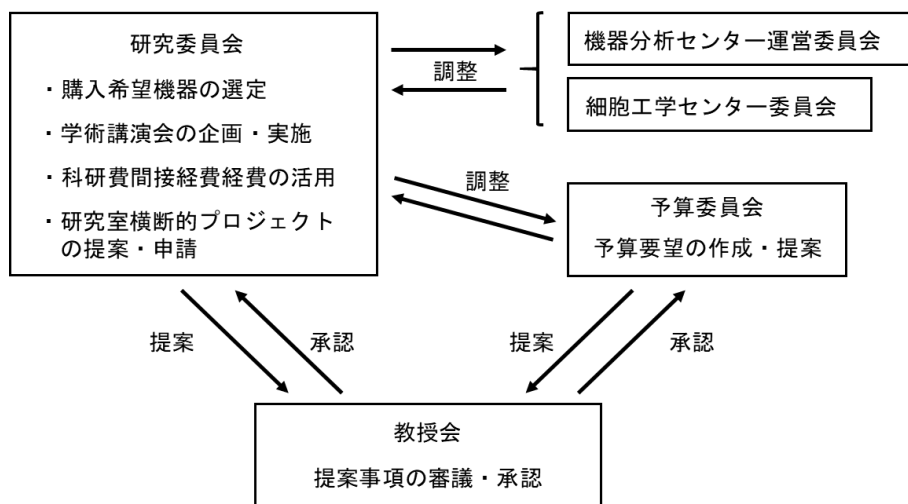 研究委員会
・購入希望機器の選定
・学術講演会の企画・実施
・科研費間接経費経費の活用
・研究室横断的プロジェクト
の提案・申請
調整
機器分析センター運営委員会
細胞工学センター委員会
調整
予算委員会
予算要望の作成・提案
提案
承認
提案
承認
教授会
提案事項の審議・承認